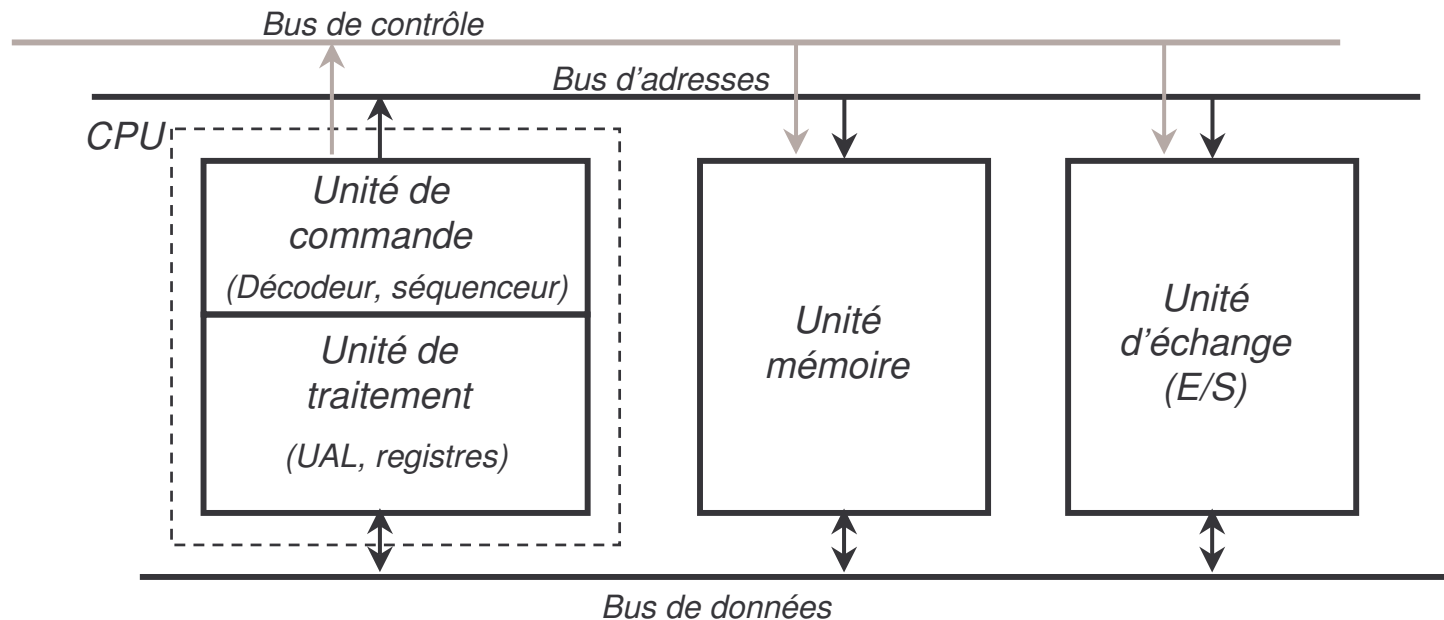 Bus de contrôle
Bus d'adresses
CPU
Unité de
commande
(Décodeur, séquenceur)
Unité de
traitement
(UAL, registres)
Unité
mémoire
Unité
d'échange
(E/S)
Bus de données